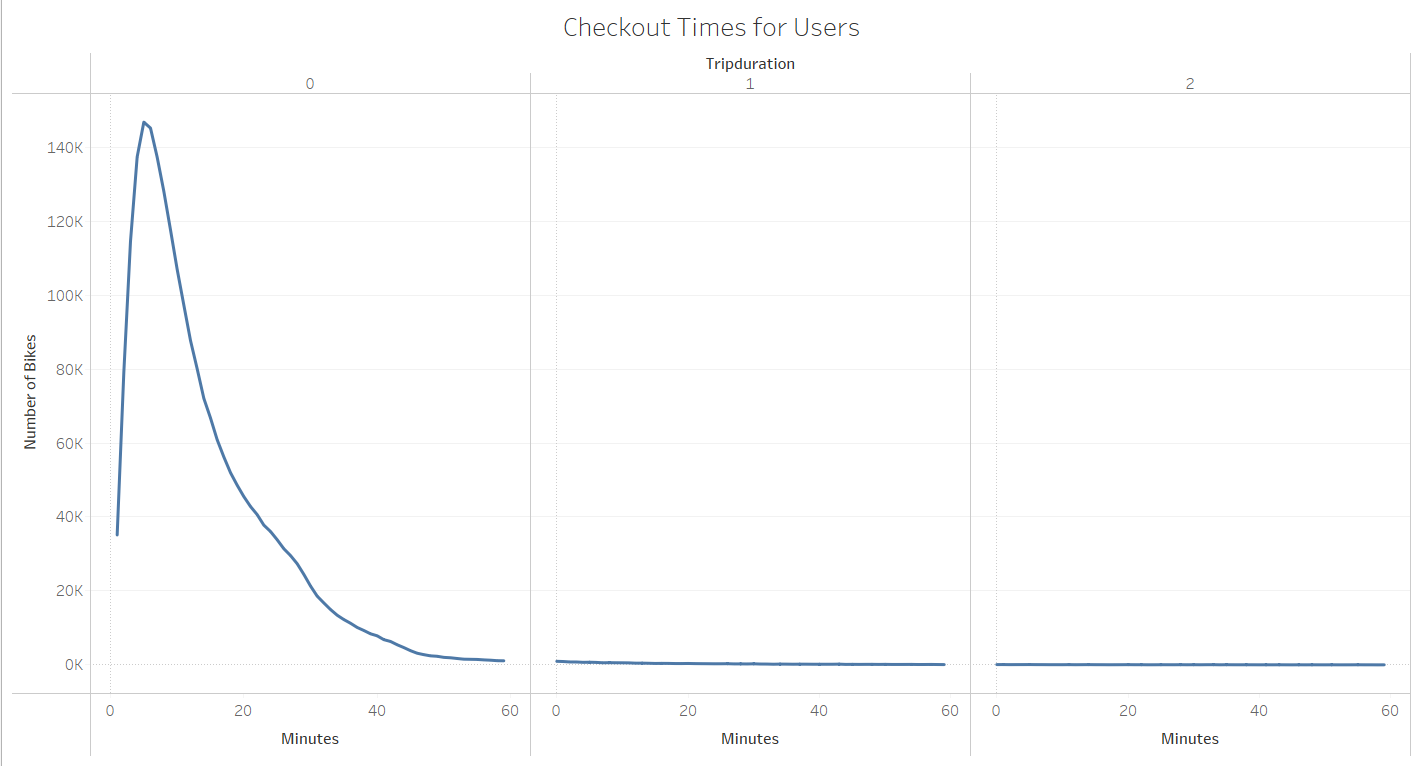 Checkout Times for Users
Tripduration
0 1 2
Number of Bikes
140K
120K
100K
80K
60K
40K
20K
0K
0 20 40 60 0 20 40 60 0 20 40 60
Minutes Minutes Minutes